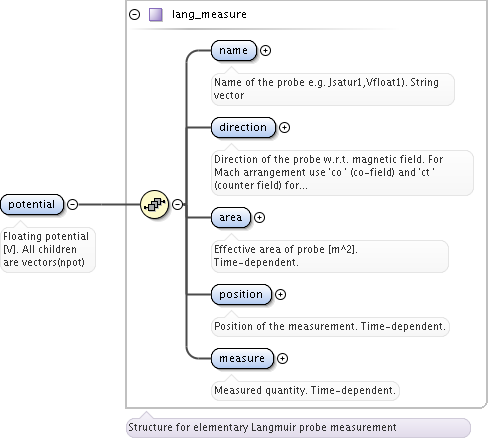 lang_measure
name
Name of the probe e.g. Jsatur1,Vfloat1). String
vector
direction
Direction of the probe w.r.t. magnetic field. For
Mach arrangement use 'co ' (co-field) and 'ct '
(counter field) for...
potential
Floating potential
[V]. All children
are vectors(npot)
area
Effective area of probe [m^2].
Time-dependent.
position
Position of the measurement. Time-dependent.
measure
Measured quantity. Time-dependent.
Structure for elementary Langmuir probe measurement